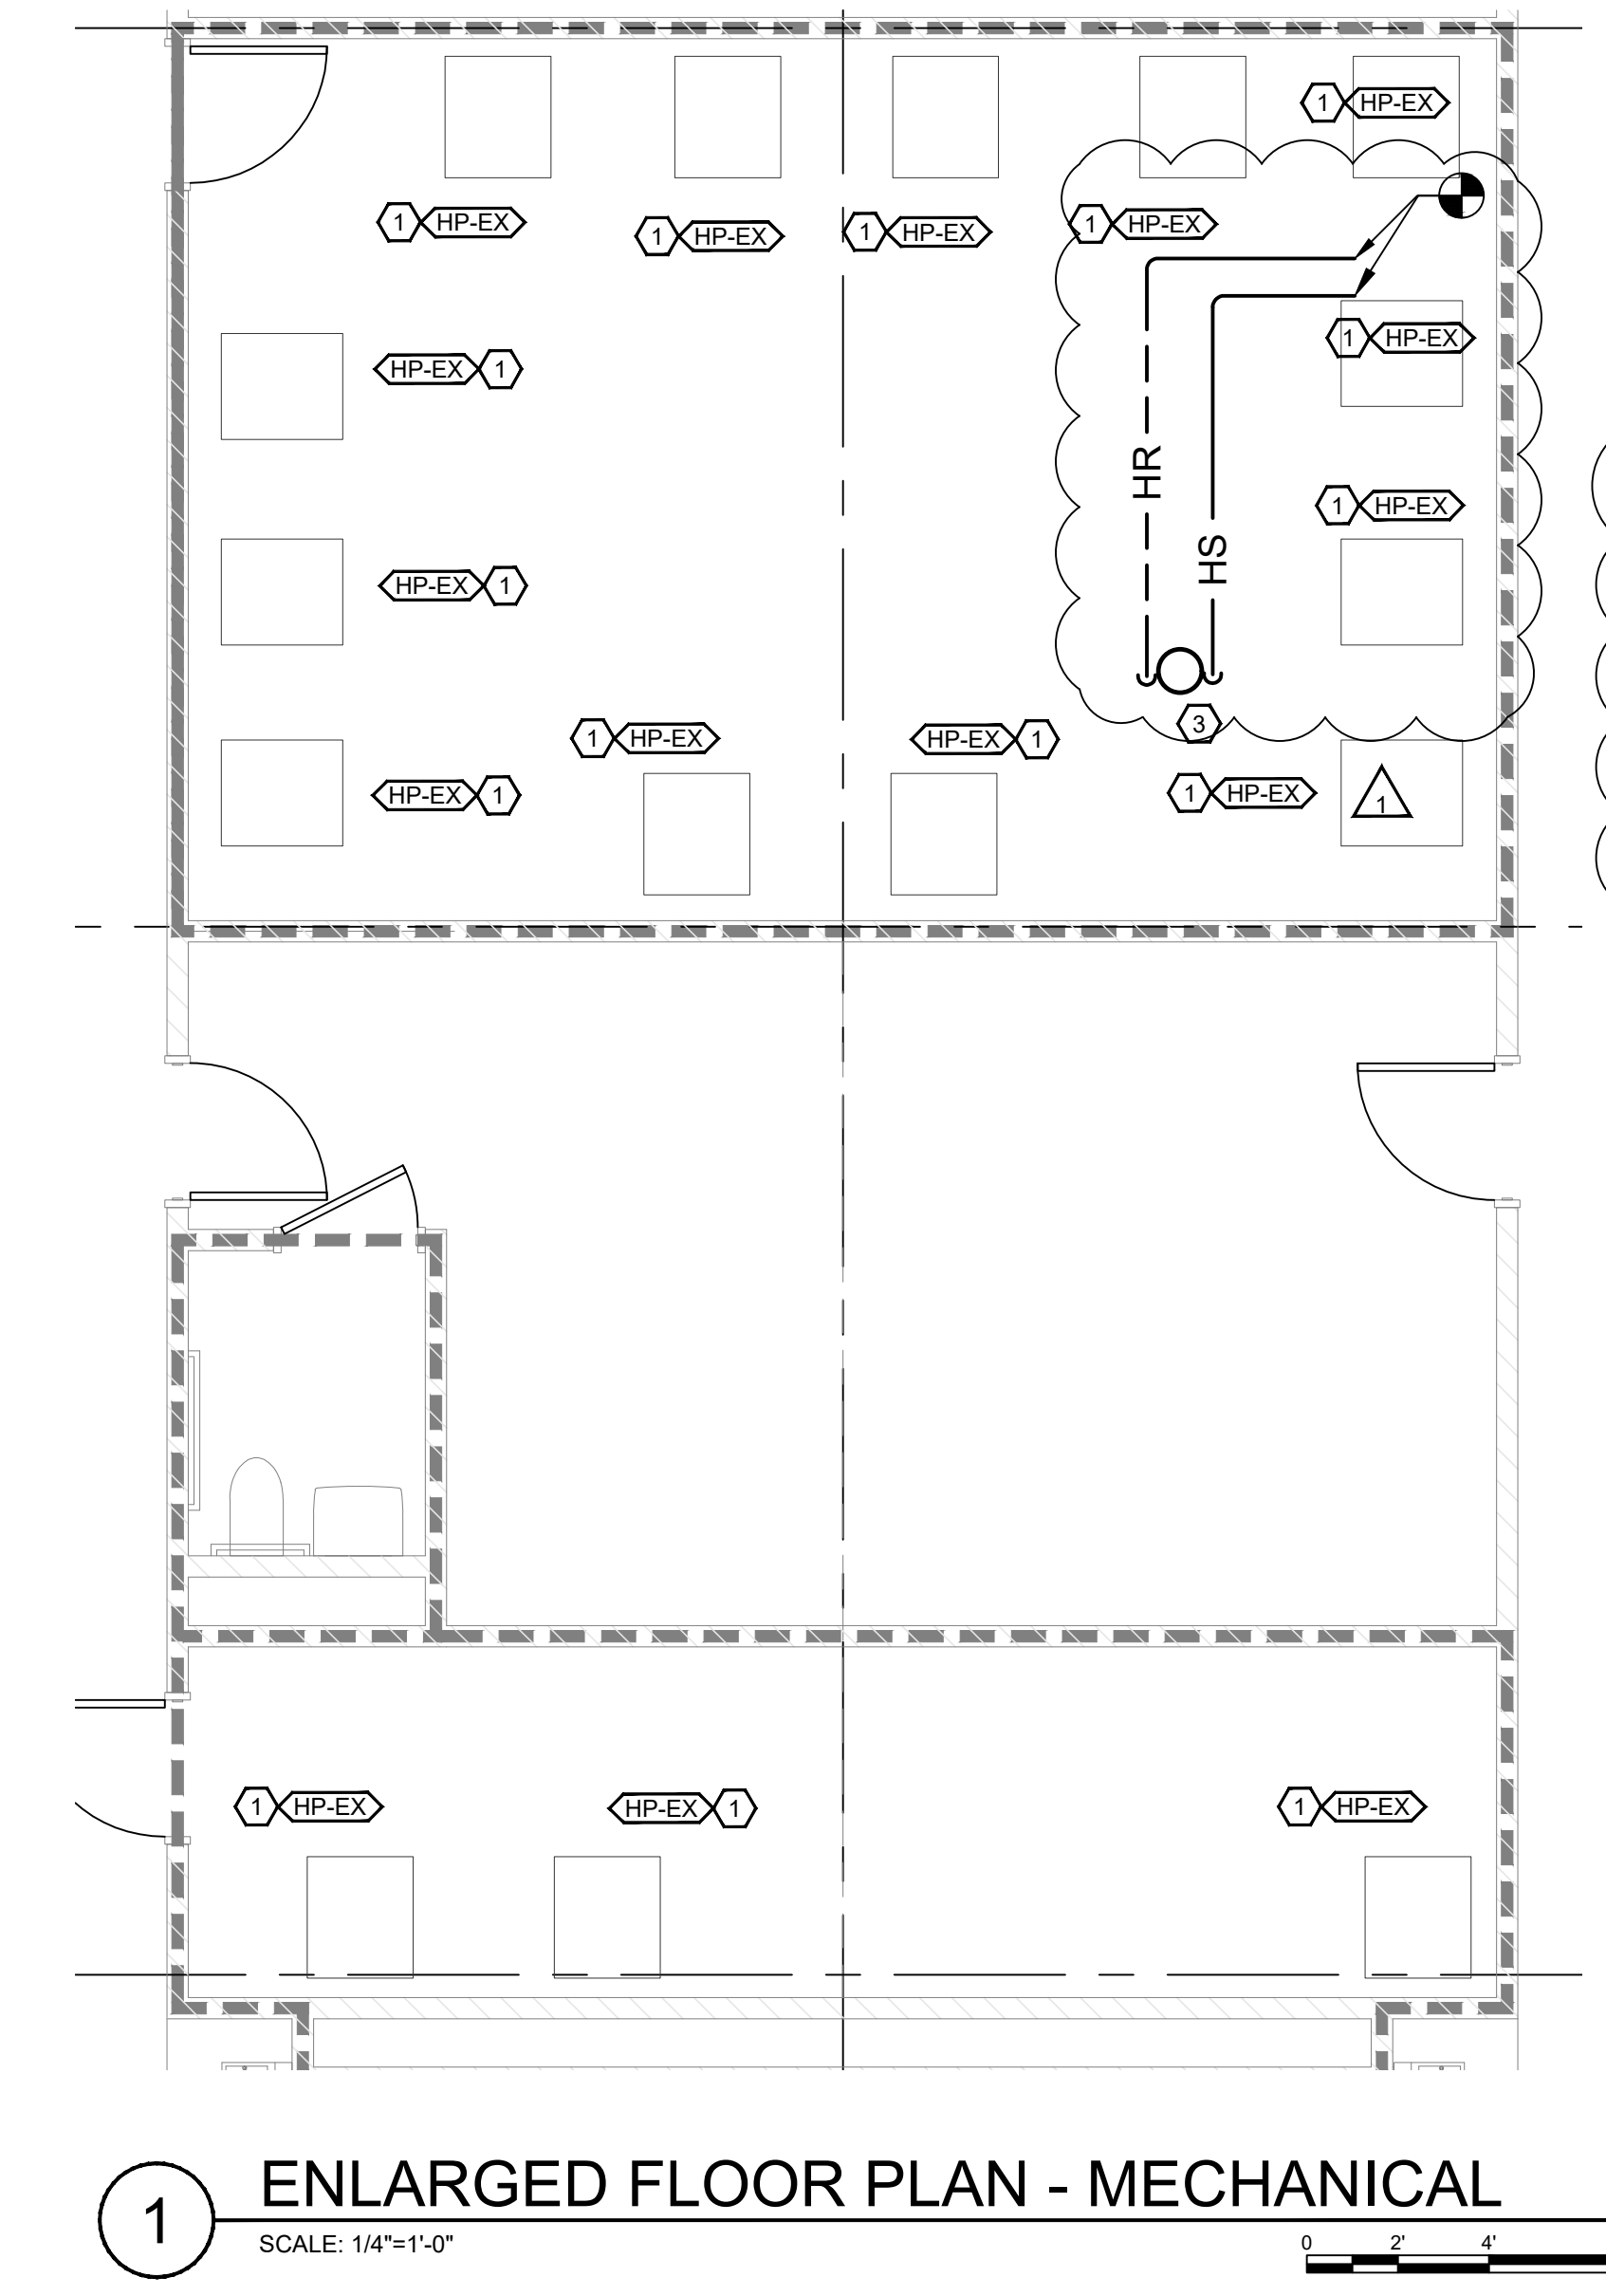 1 HP-EX
1 HP-EX
1 HP-EX
1 HP-EX
1 HP-EX
HP-EX 1
1 HP-EX
HR
HS
1 HP-EX
HP-EX 1
3
1 HP-EX
HP-EX 1
HP-EX 1
1 HP-EX
1
1 HP-EX
HP-EX 1
1 HP-EX
1
ENLARGED FLOOR PLAN - MECHANICAL
SCALE: 1/4"=1'-0"
0 2' 4'